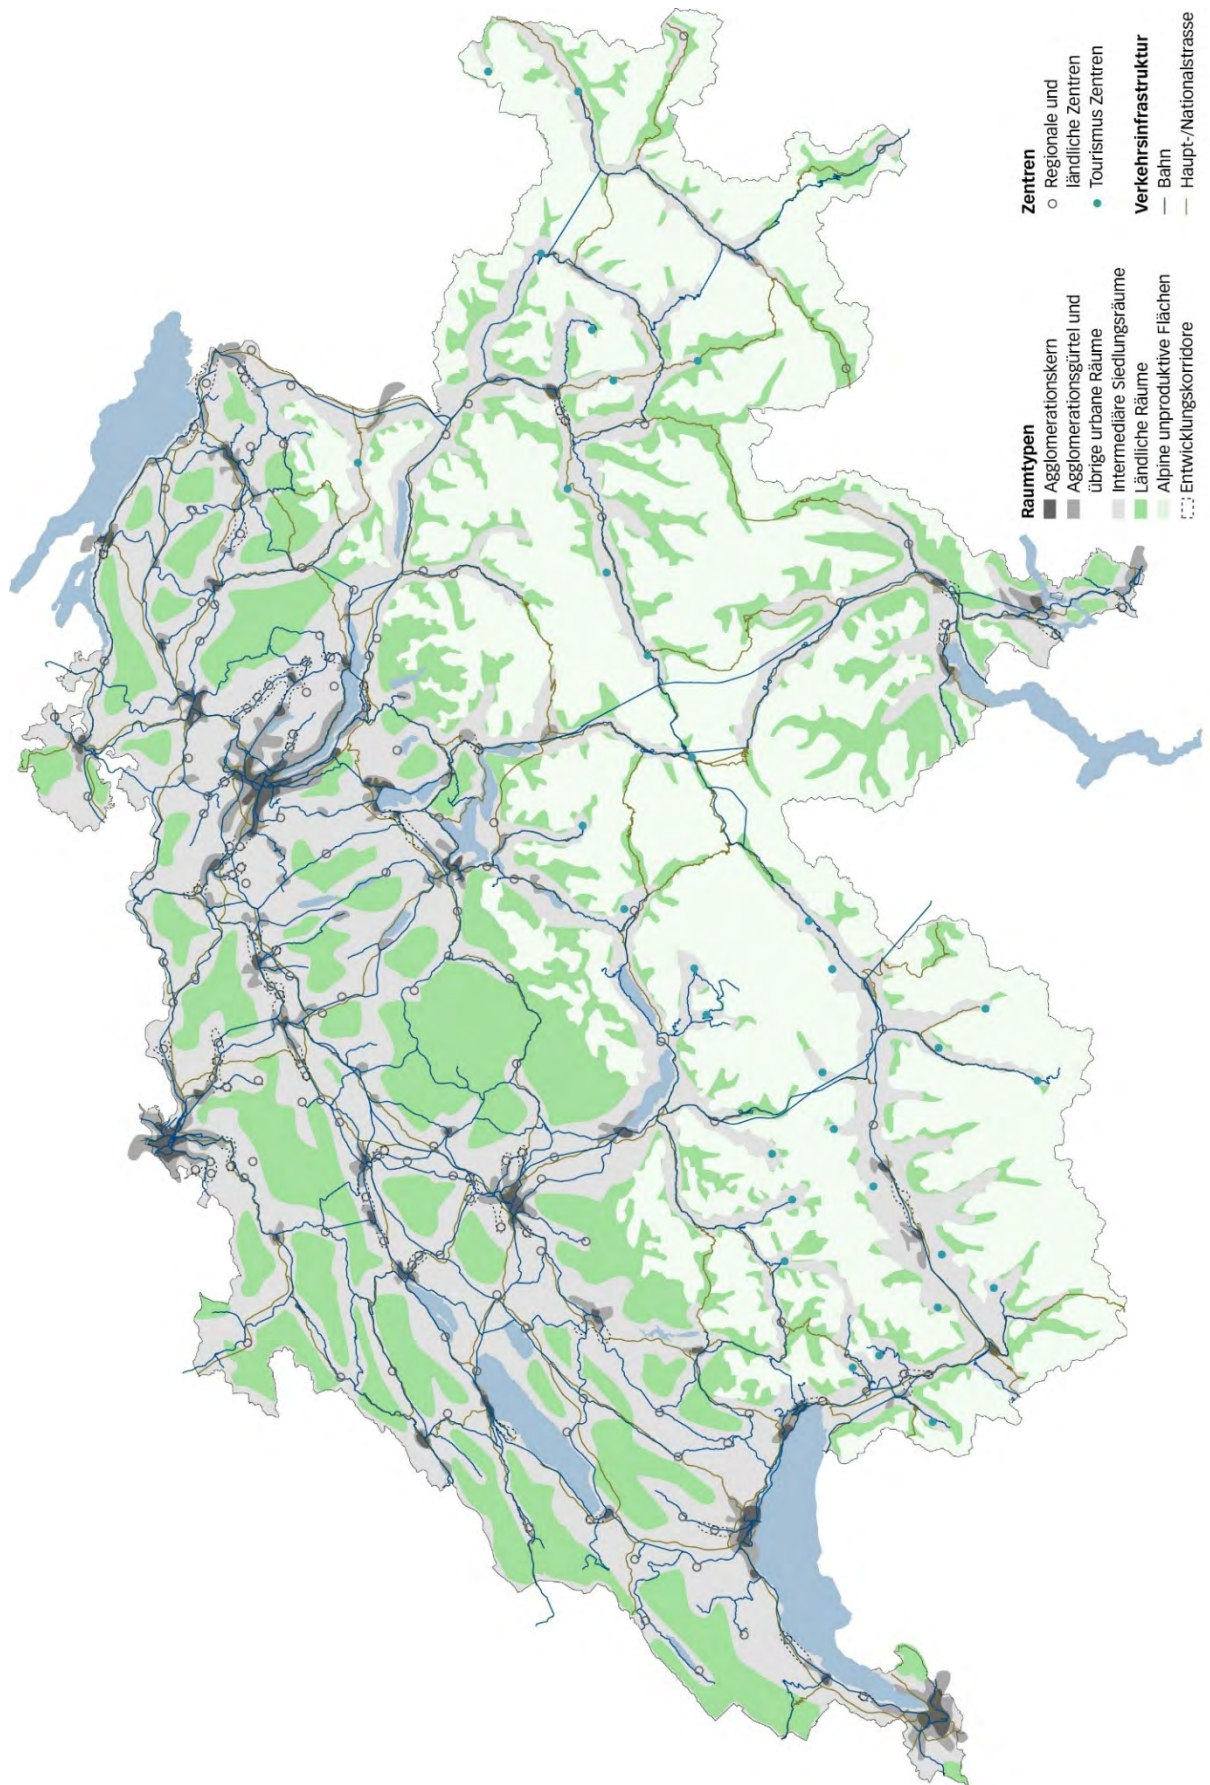 Raumtypen
Agglomerationskern
Agglomerationsgürtel und
übrige urbane Räume
Intermediäre Siedlungsräume
Ländliche Räume
Alpine unproduktive Flächen
Entwicklungskorridore
Zentren
Regionale und
ländliche Zentren
Tourismus Zentren
Verkehrsinfrastruktur
Bahn
Haupt-/Nationalstrasse